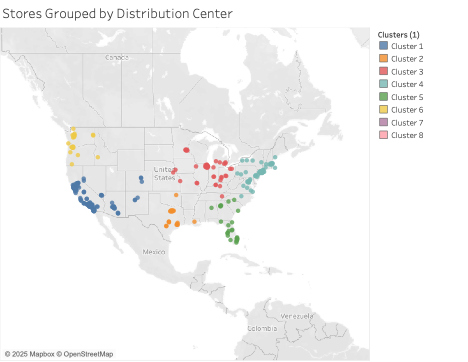 Stores Grouped by Distribution Center
Clusters (1)
Cluster 1
Cluster 2
Cluster 3
Cluster 4
Cluster 5
Cluster 6
Cluster 7
Cluster 8
Canada
United
States
Mexico
Venezuela
Colombia
© 2025 Mapbox © OpenStreetMap